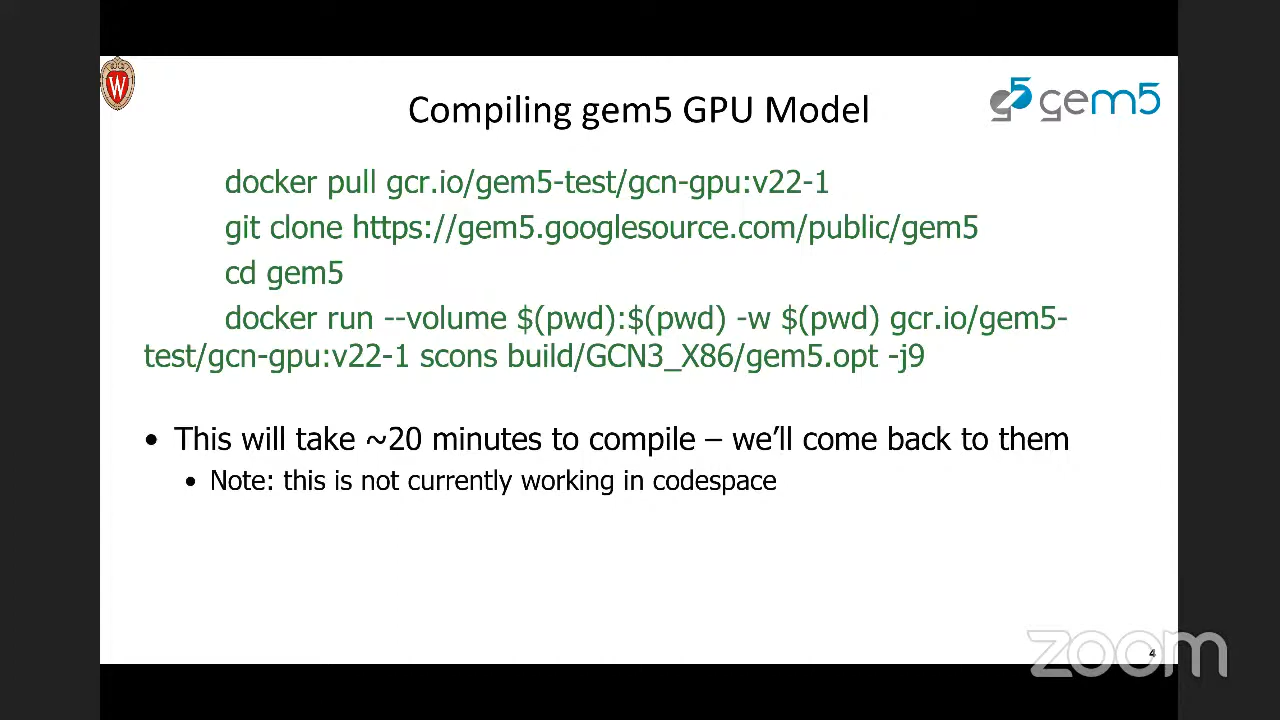 W
Compiling gem5 GPU Model
g5 gem5
docker pull gcr.io/gem5-test/gcn-gpu:v22-1
git clone https://gem5.googlesource.com/public/gem5
cd gem5
docker run --volume $(pwd):$(pwd) -w $(pwd) gcr.io/gem5-
test/gcn-gpu:v22-1 scons build/GCN3_X86/gem5.opt -j9
• This will take ~20 minutes to compile – we’ll come back to them
• Note: this is not currently working in codespace
4
zoom